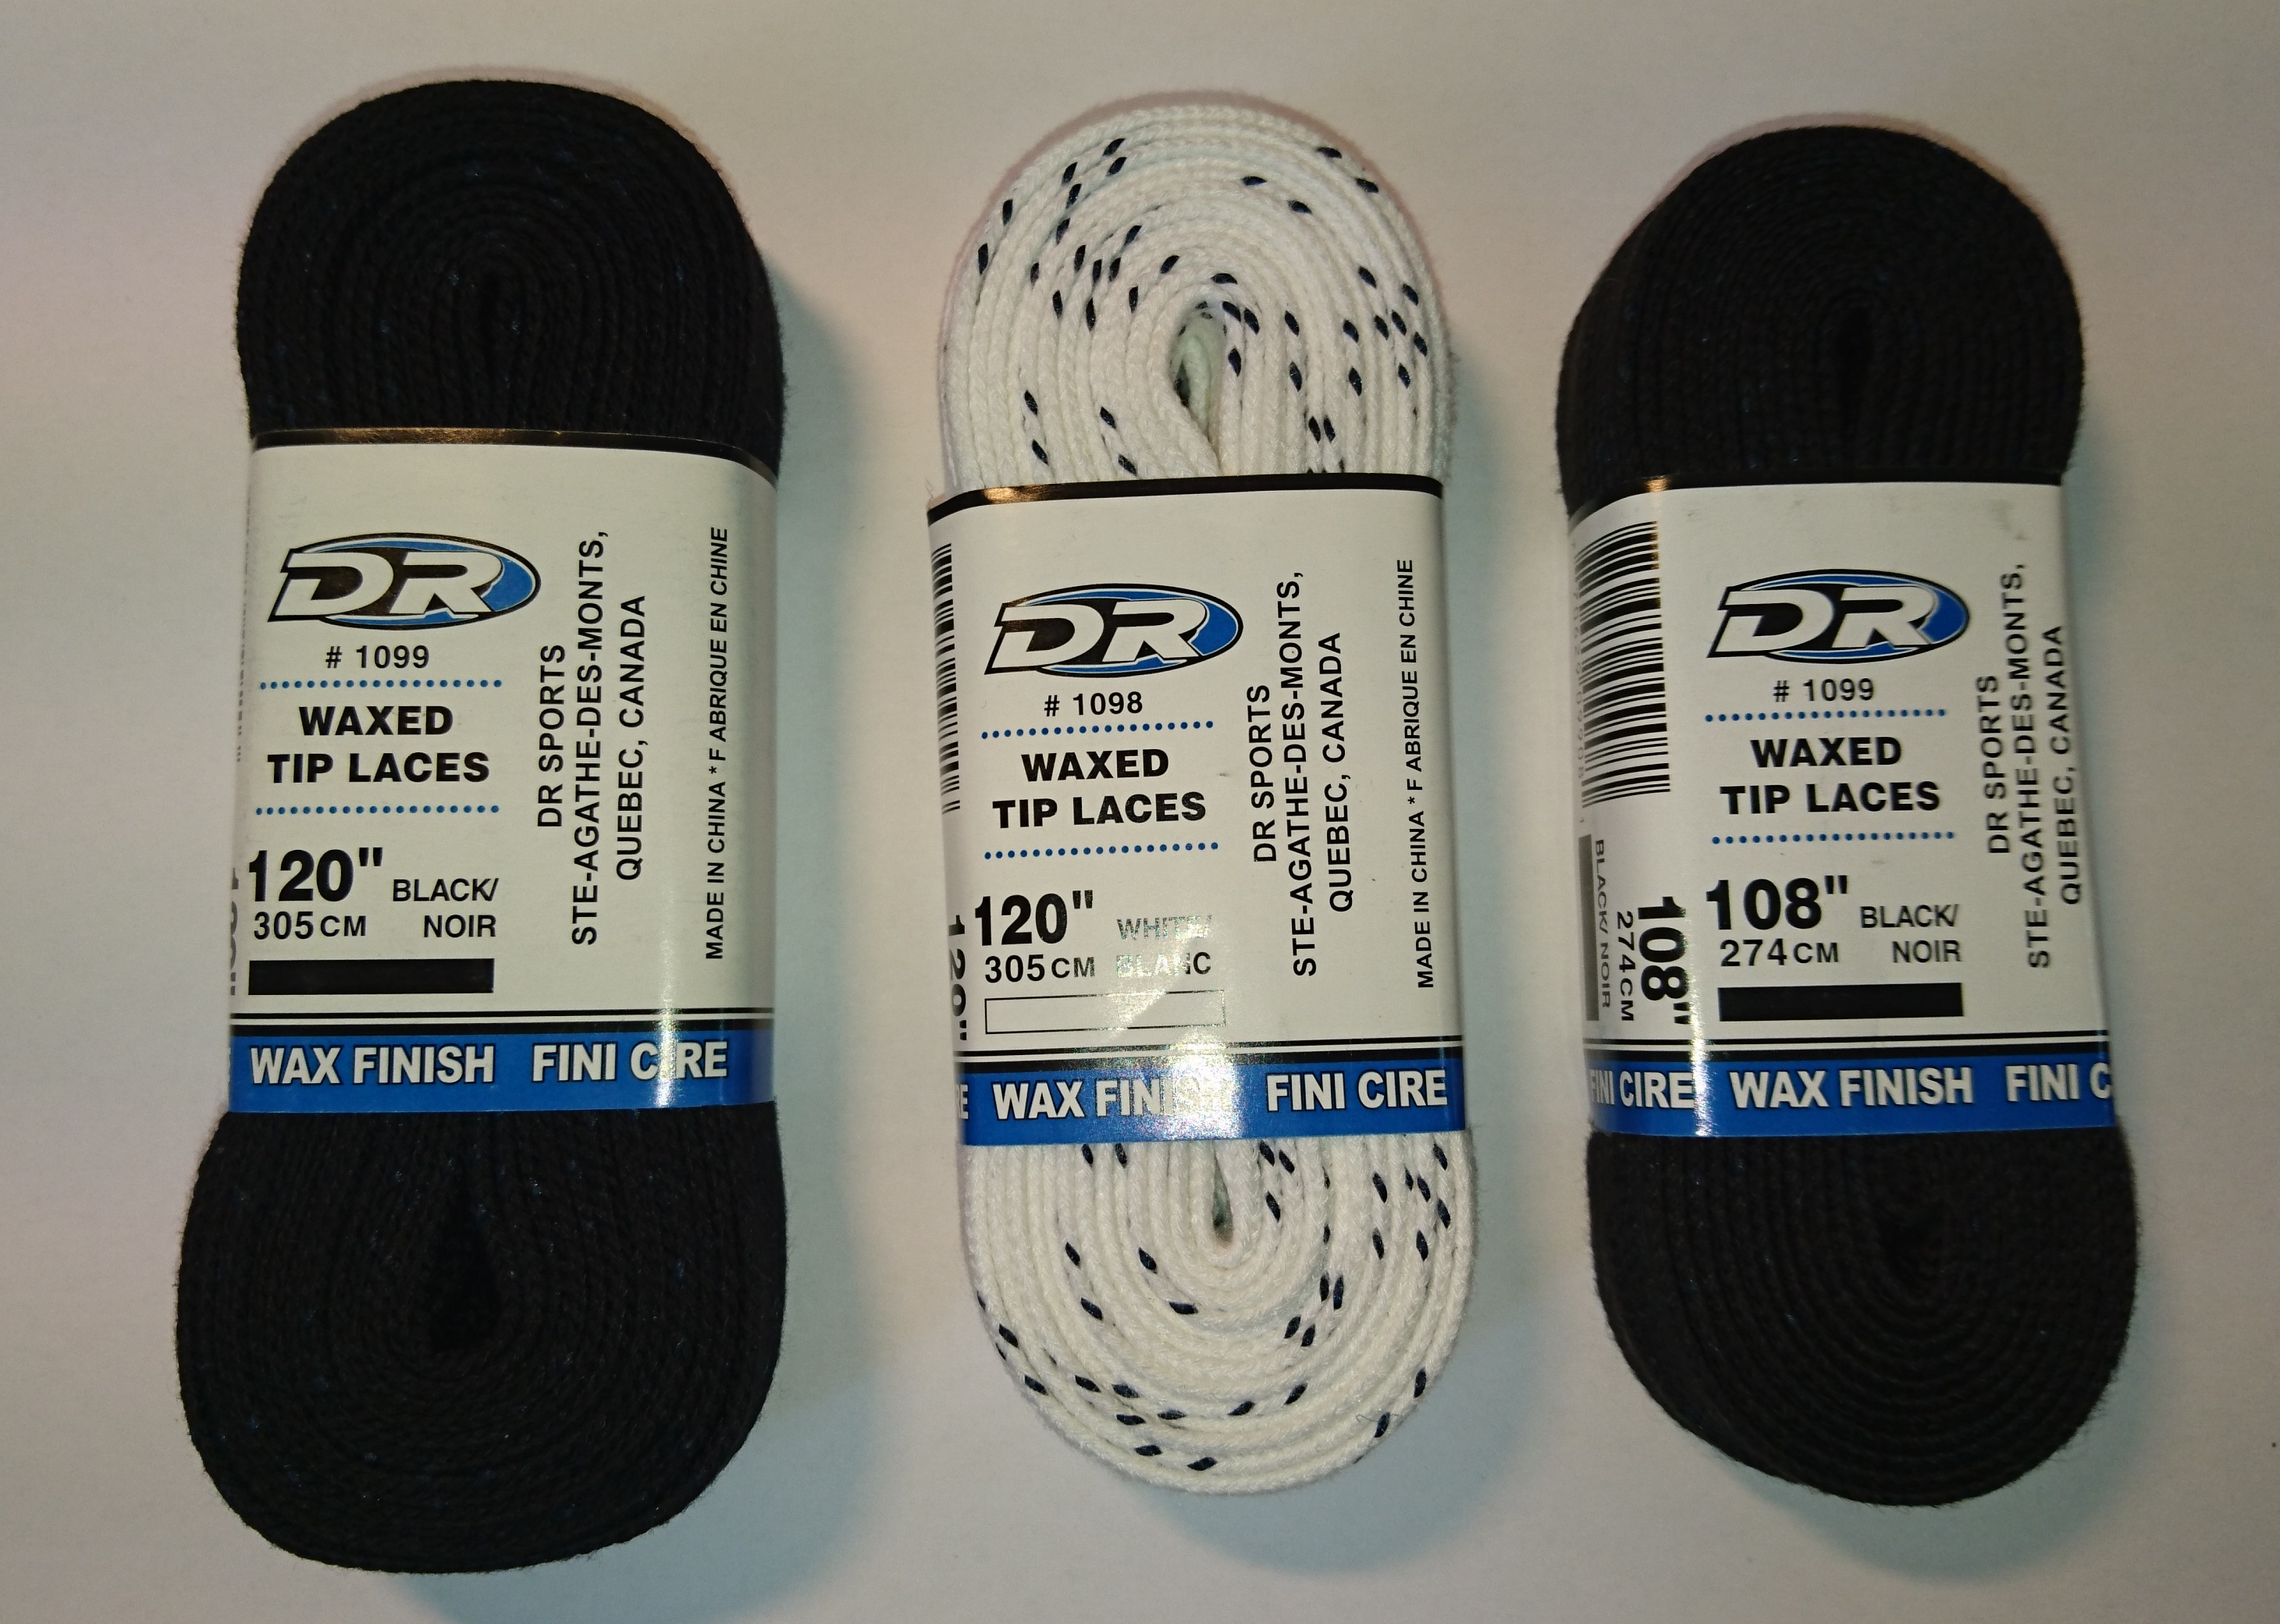 DR
# 1099
WAXED
TIP LACES
120" BLACK/
305 CM NOIR
DR SPORTS
STE-AGATHE-DES-MONTS,
QUEBEC, CANADA
MADE IN CHINA * F ABRIQUE EN CHINE
WAX FINISH FINI CIRE
DR
# 1098
WAXED
TIP LACES
120" WHITE/
305 CM BLANC
DR SPORTS
STE-AGATHE-DES-MONTS,
QUEBEC, CANADA
MADE IN CHINA * F ABRIQUE EN CHINE
120"
RE WAX FINISH FINI CIRE
BLACK/ NOIR
274 CM
108"
DR
# 1099
WAXED
TIP LACES
108" BLACK/
274 CM NOIR
DR SPORTS
STE-AGATHE-DES-MONTS,
QUEBEC, CANADA
FINI CIRE WAX FINISH FINI C